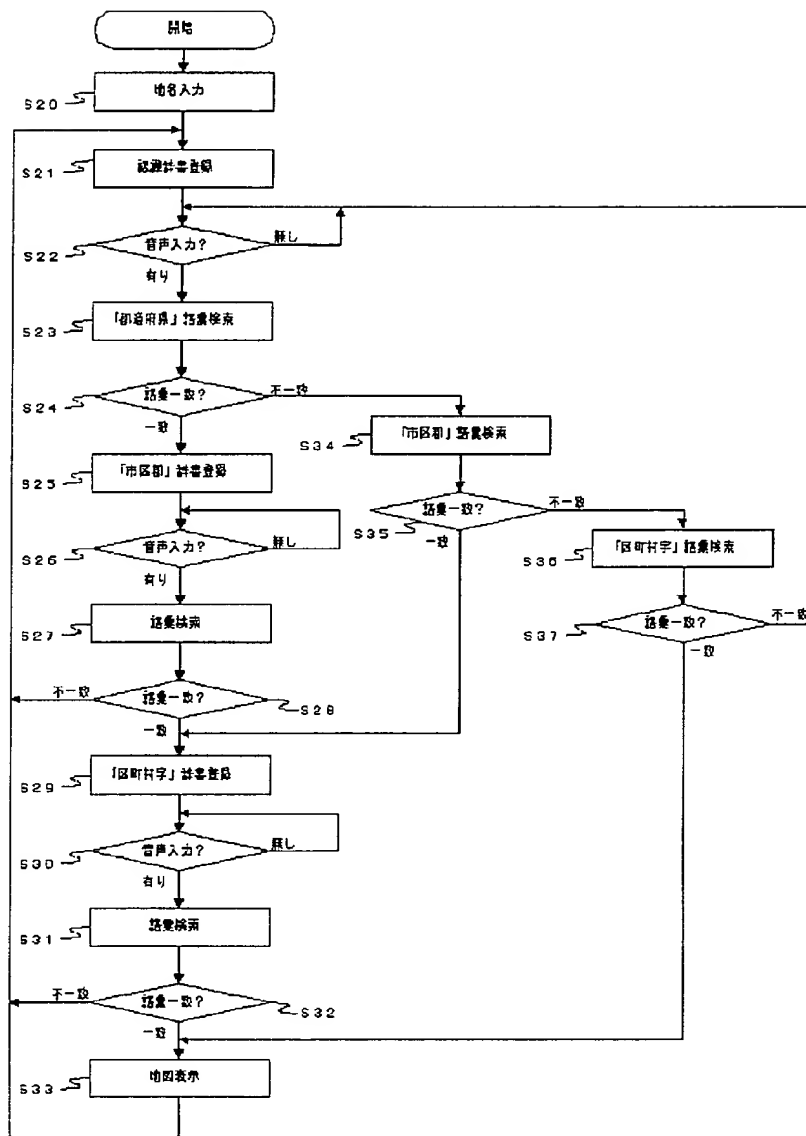 開始
地名入力
S20
認識辞書登録
S21
音声入力?
無し
S22
有り
「都道府県」語彙検索
S23
語彙一致?
不一致
S24
一致
「市区郡」語彙検索
S34
「市区郡」辞書登録
S25
語彙一致?
不一致
S35
一致
音声入力?
無し
S26
有り
「区町村字」語彙検索
S36
語彙検索
S27
語彙一致?
不一致
S37
一致
語彙一致?
不一致
S28
一致
「区町村字」辞書登録
S29
音声入力?
無し
S30
有り
語彙検索
S31
語彙一致?
不一致
S32
一致
地図表示
S33